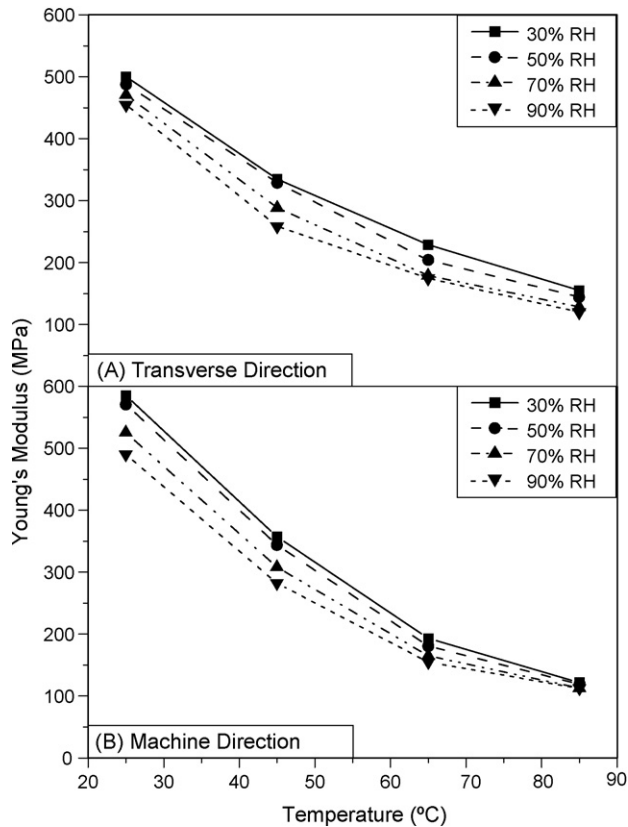 600
500
400
300
200
100
30% RH
50% RH
70% RH
90% RH
(A) Transverse Direction
Young's Modulus (MPa)
600
500
400
300
200
100
0
30% RH
50% RH
70% RH
90% RH
(B) Machine Direction
20 30 40 50 60 70 80 90
Temperature (ºC)